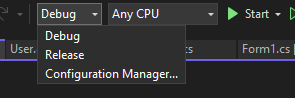 Debug Any CPU Start
User. cs Form1.cs
Debug
Release
Configuration Manager...